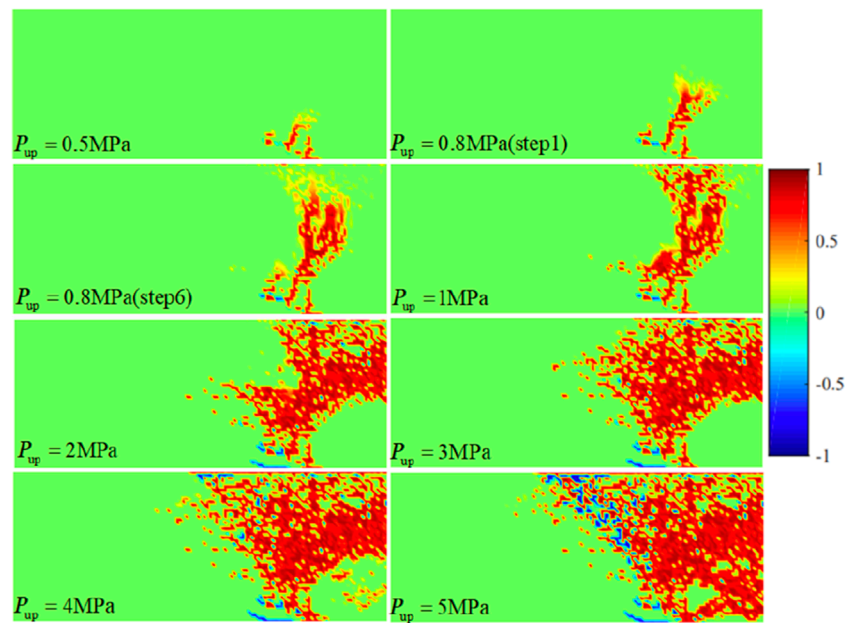 P_up = 0.5MPa
P_up = 0.8MPa(step1)
P_up = 0.8MPa(step6)
P_up =1MPa
P_up = 2MPa
P_up = 3MPa
P_up = 4MPa
P_up = 5MPa
1
0.5
0
-0.5
-1